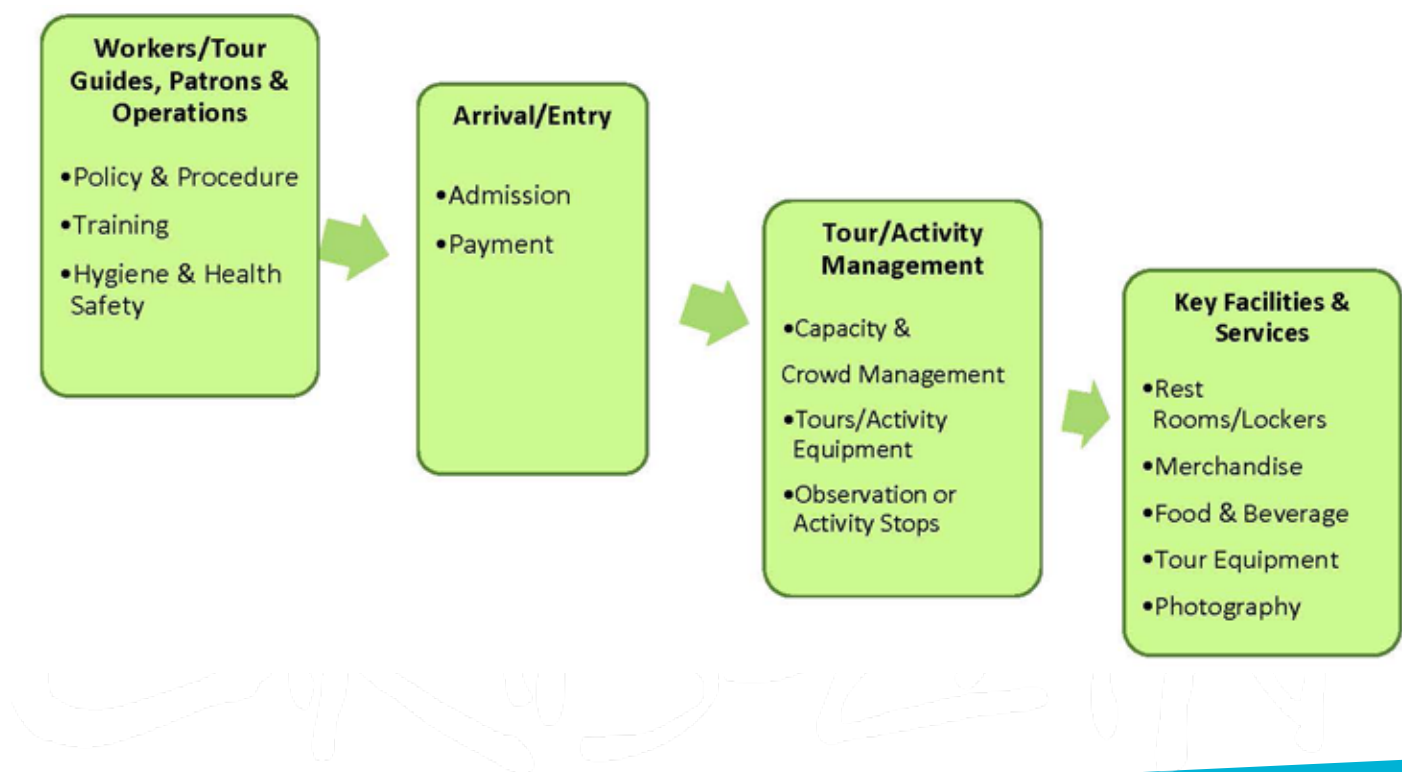 Workers/Tour
Guides, Patrons &
Operations
•Policy & Procedure
•Training
•Hygiene & Health
Safety
Arrival/Entry
•Admission
•Payment
Tour/Activity
Management
•Capacity &
Crowd Management
•Tours/Activity
Equipment
•Observation or
Activity Stops
Key Facilities &
Services
•Rest
Rooms/Lockers
•Merchandise
•Food & Beverage
•Tour Equipment
•Photography